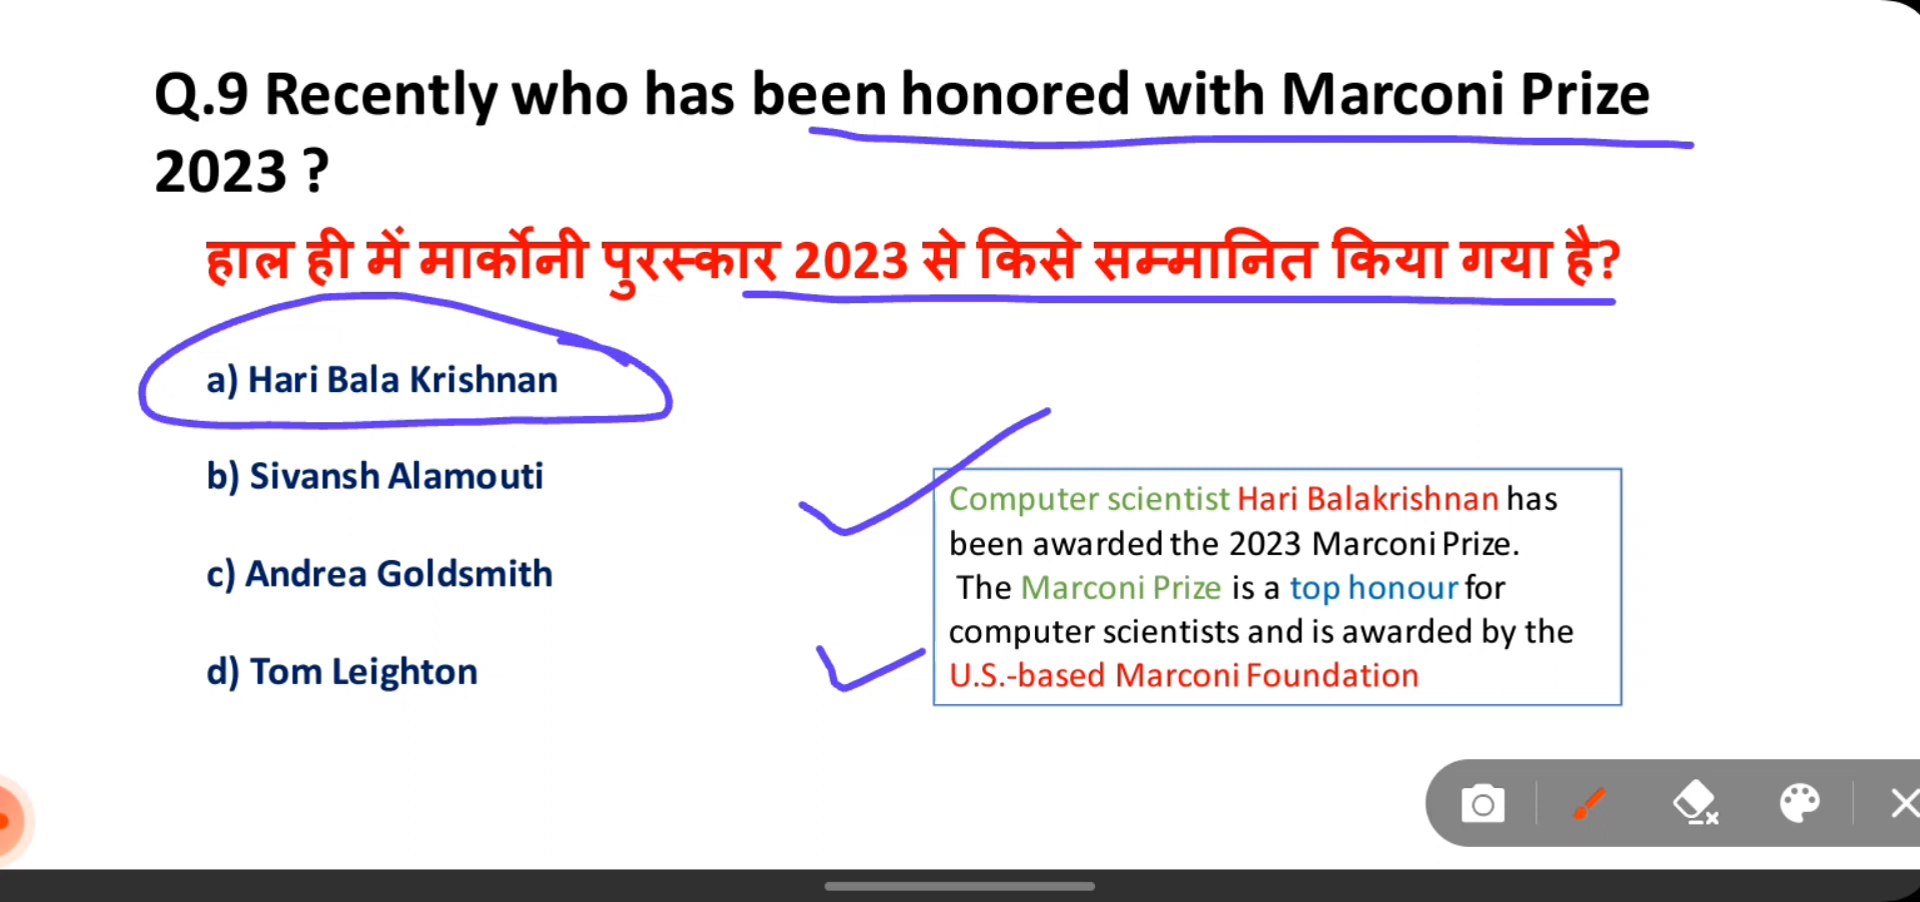 Q.9 Recently who has been honored with Marconi Prize
2023 ?
हाल ही में मार्कोनी पुरस्कार 2023 से किसे सम्मानित किया गया है?
a) Hari Bala Krishnan
b) Sivansh Alamouti
c) Andrea Goldsmith
d) Tom Leighton
Computer scientist Hari Balakrishnan has
been awarded the 2023 Marconi Prize.
The Marconi Prize is a top honour for
computer scientists and is awarded by the
U.S.-based Marconi Foundation